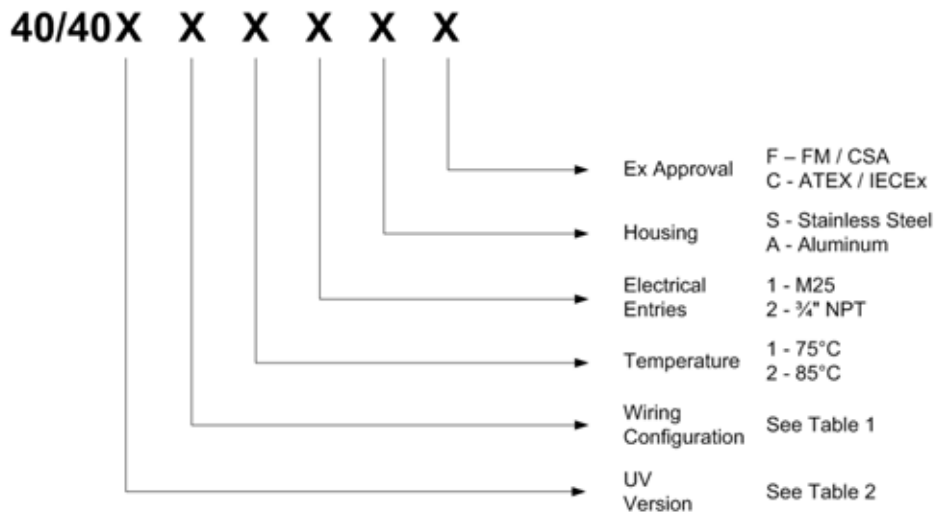 40/40X X X X X X
Ex Approval F – FM / CSA
C - ATEX / IECEx
Housing S - Stainless Steel
A - Aluminum
Electrical Entries 1 - M25
2 - ¾" NPT
Temperature 1 - 75°C
2 - 85°C
Wiring
Configuration See Table 1
UV
Version See Table 2